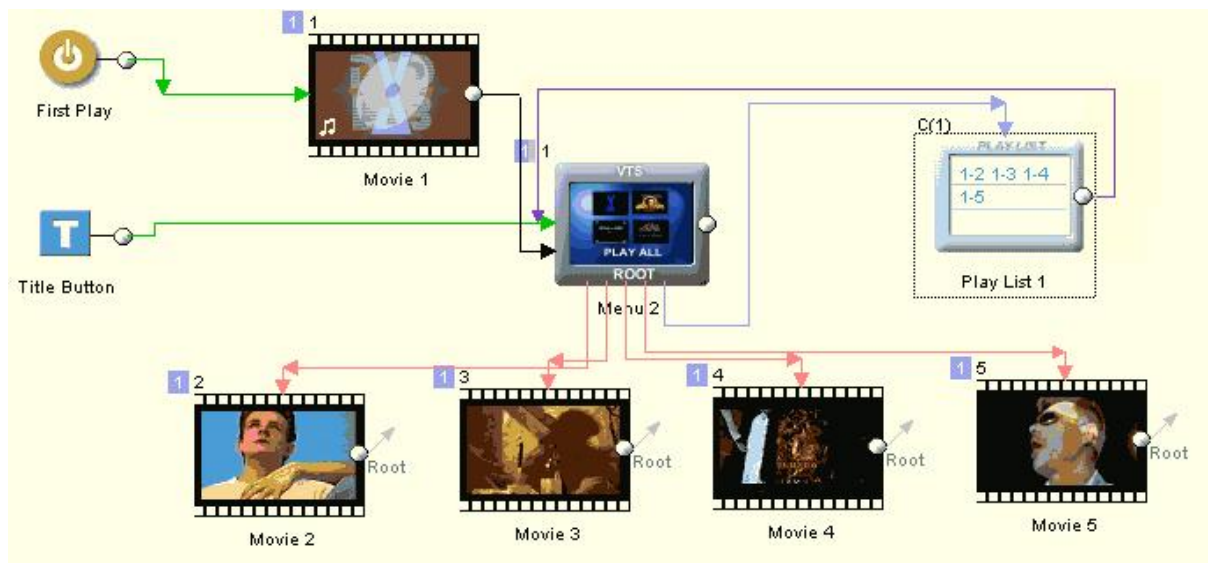 1 1
First Play
Movie 1
C(1)
PLAY LIST
1-2 1-3 1-4
1-5
Play List 1
1 1
VTS
PLAY ALL
ROOT
Menu 2
T
Title Button
1 2
Root
Movie 2
1 3
Root
Movie 3
1 4
Root
Movie 4
1 5
Root
Movie 5